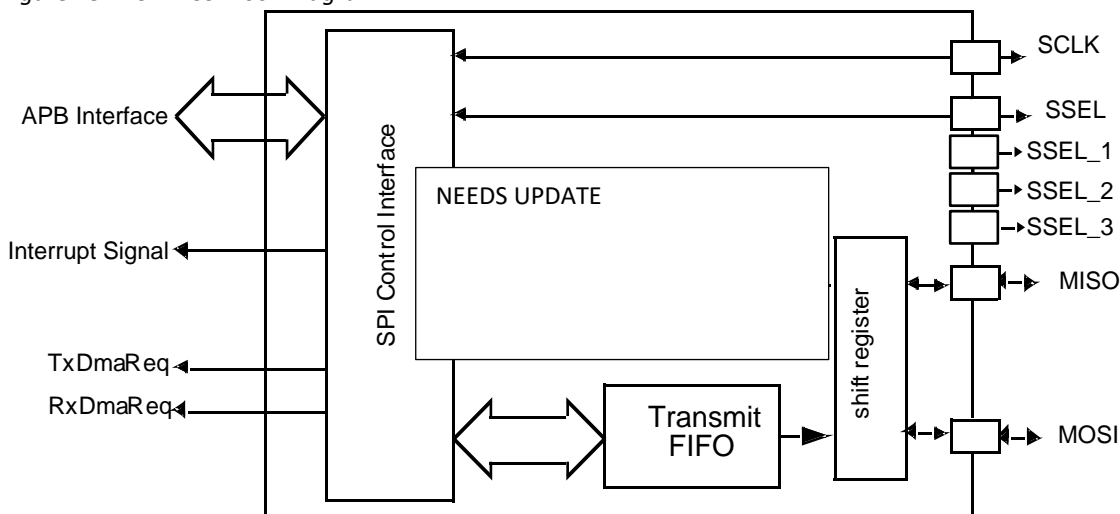 SCLK
APB Interface
SSEL
SSEL_1
SSEL_2
SSEL_3
SPI Control Interface
NEEDS UPDATE
Interrupt Signal
MISO
shift register
TxDmaReq
RxDmaReq
Transmit
FIFO
MOSI